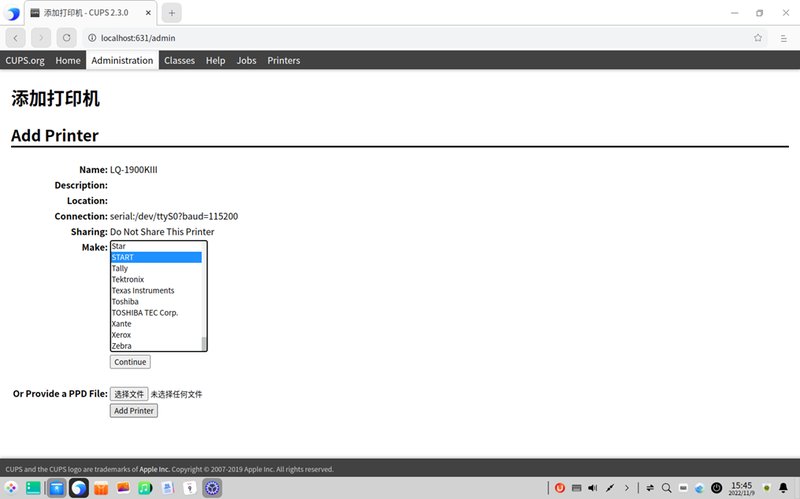 添加打印机 - CUPS 2.3.0
localhost:631/admin
CUPS.org Home Administration Classes Help Jobs Printers
添加打印机
Add Printer
Name: LQ-1900KIII
Description:
Location:
Connection: serial:/dev/ttyS0?baud=115200
Sharing: Do Not Share This Printer
Make: Star
START
Tally
Tektronix
Texas Instruments
Toshiba
TOSHIBA TEC Corp.
Xante
Xerox
Zebra
Continue
Or Provide a PPD File: 选择文件 未选择任何文件
Add Printer
CUPS and the CUPS logo are trademarks of Apple Inc. Copyright © 2007-2019 Apple Inc. All rights reserved.
15:45
2022/11/9